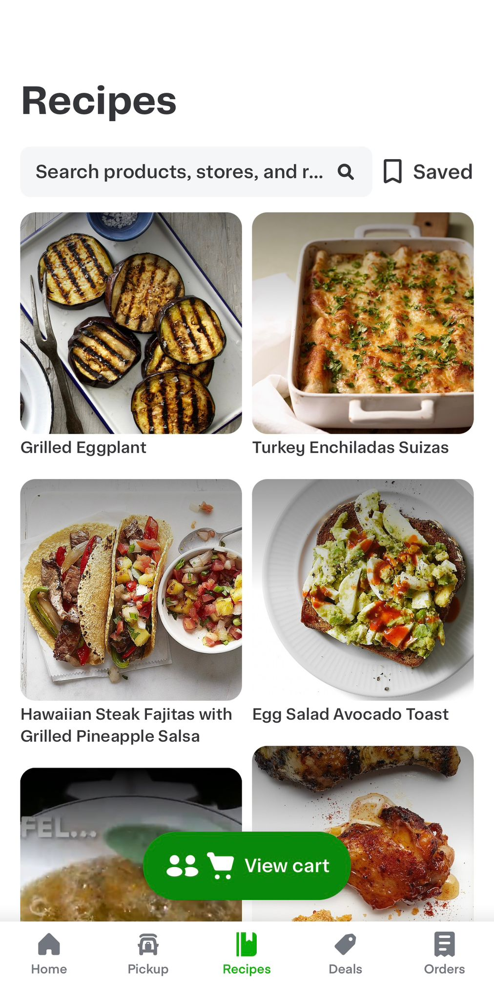 Recipes
Search products, stores, and r...
Saved
Grilled Eggplant
Turkey Enchiladas Suizas
Hawaiian Steak Fajitas with
Grilled Pineapple Salsa
Egg Salad Avocado Toast
FEL...
View cart
Home
Pickup
Recipes
Deals
Orders